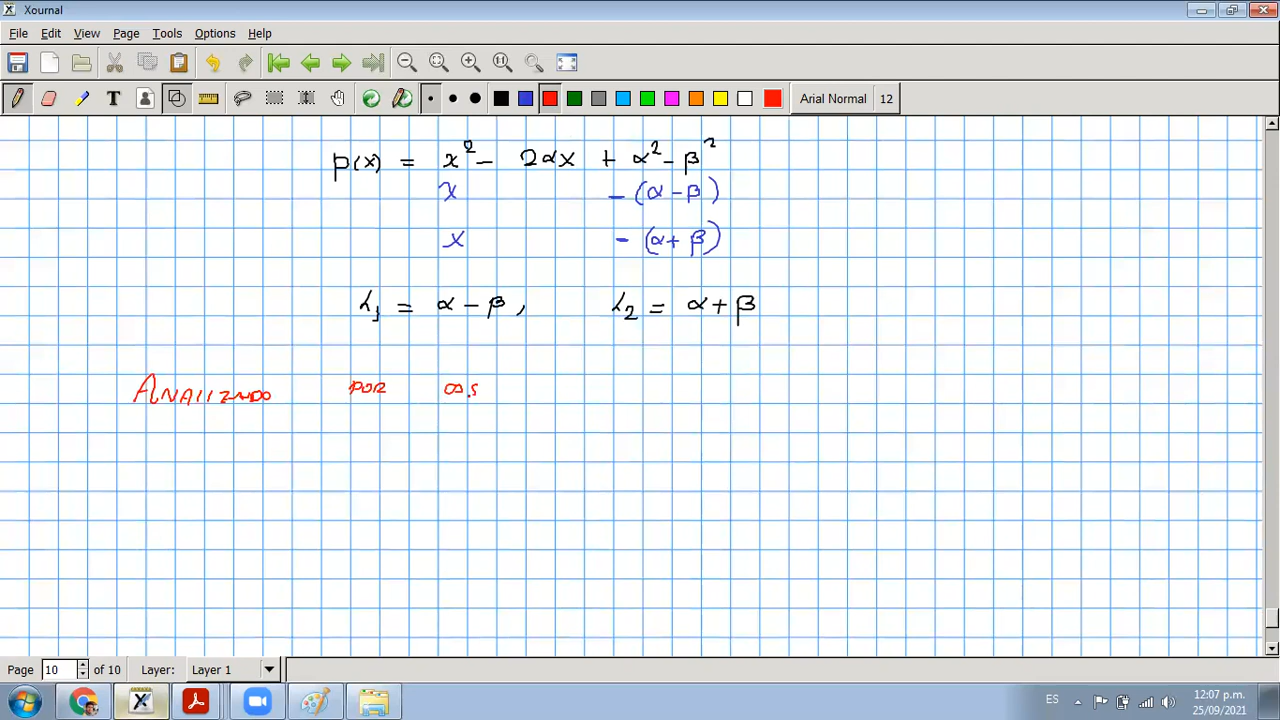 Xournal
File Edit View Page Tools Options Help
Arial Normal 12
p(x) = x² - 2αx + α² - β²
x - (α - β)
x - (α + β)
λ₁ = α - β, λ₂ = α + β
ANALIZANDO POR cas
Page 10 of 10 Layer: Layer 1
ES 12:07 p.m.
25/09/2021